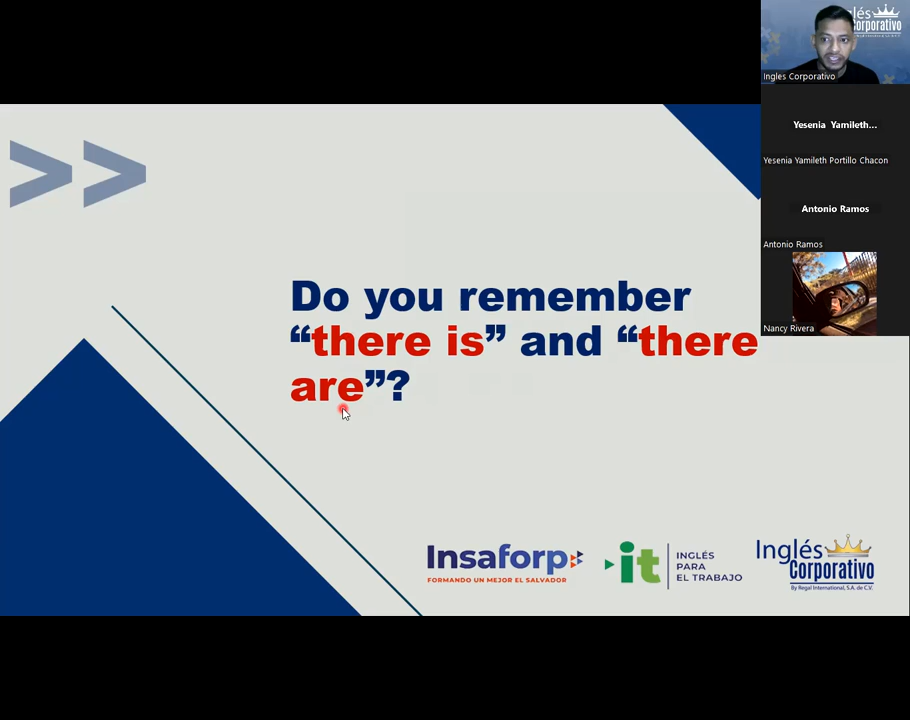 lés
Corporativo
Ingles Corporativo
Yesenia Yamileth...
Yesenia Yamileth Portillo Chacon
Antonio Ramos
Antonio Ramos
Nancy Rivera
>>
Do you remember
“there is” and “there
are”?
Insaforp
FORMANDO UN MEJOR EL SALVADOR
it
INGLÉS
PARA
EL TRABAJO
Inglés
Corporativo
By Regal International, S.A. de C.V.